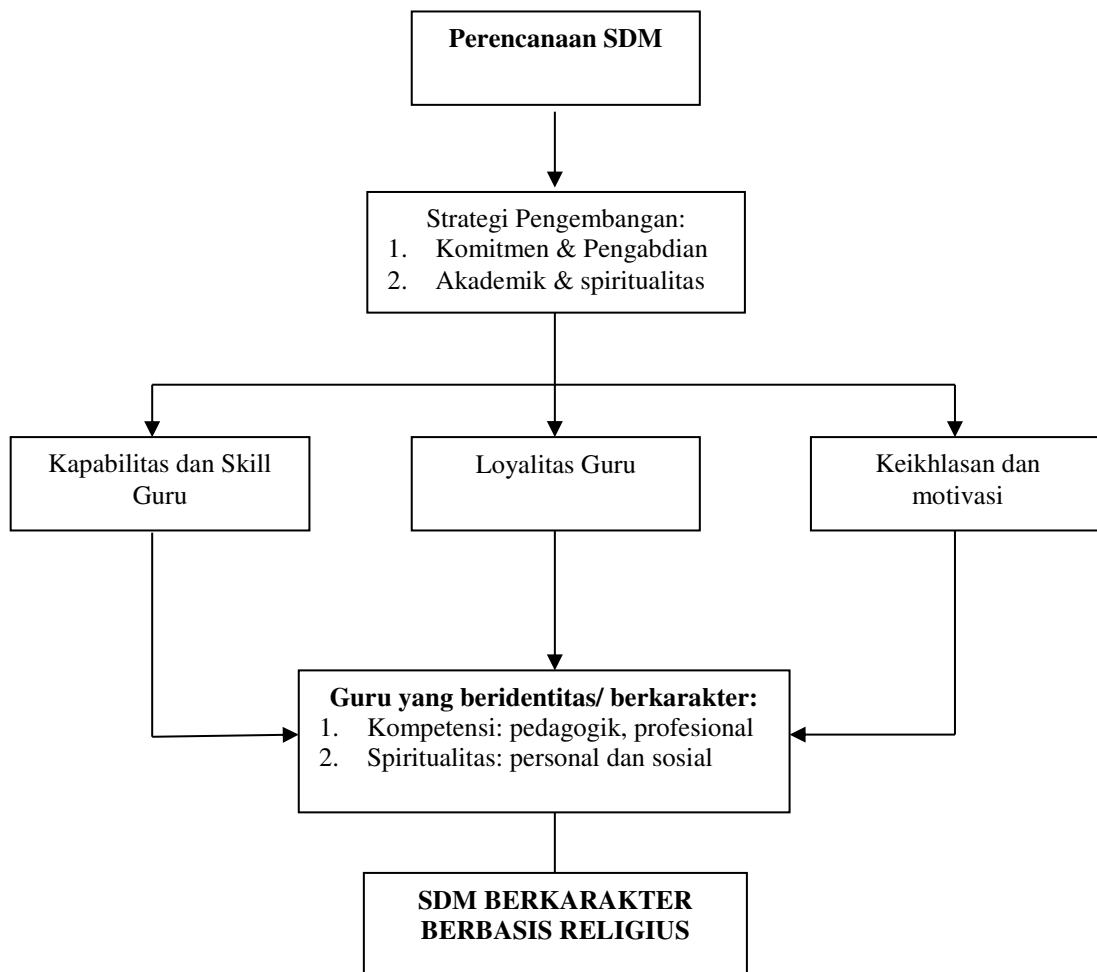 Perencanaan SDM
Strategi Pengembangan:
1. Komitmen & Pengabdian
2. Akademik & spiritualitas
Kapabilitas dan Skill
Guru
Loyalitas Guru
Keikhlasan dan
motivasi
Guru yang beridentitas/ berkarakter:
1. Kompetensi: pedagogik, profesional
2. Spiritualitas: personal dan sosial
SDM BERKARAKTER
BERBASIS RELIGIUS